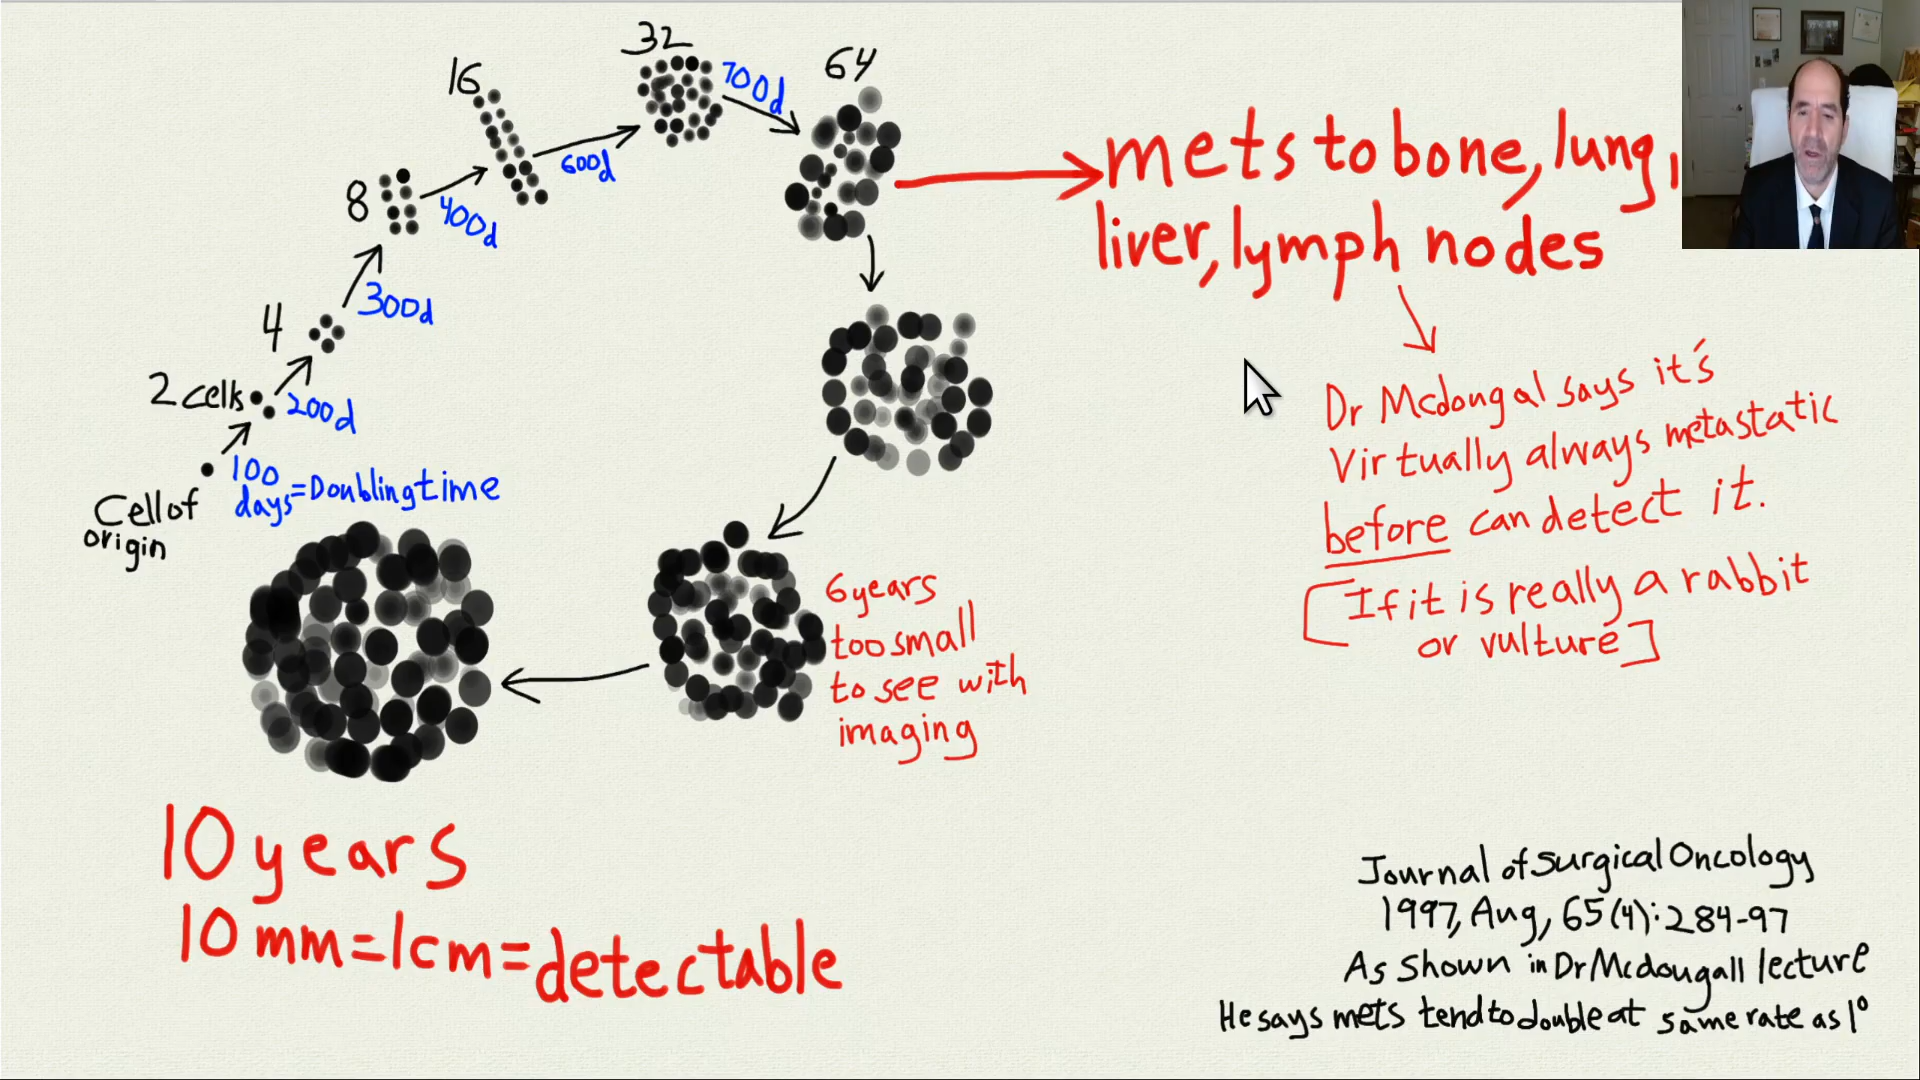 32
64
16
700d
600d
mets to bone, lung,
liver, lymph nodes
8
400d
300d
4
2 cells
200d
100
days = Doubling time
Cell of
origin
Dr Mcdongal says it's
Virtually always metastatic
before can detect it.
[If it is really a rabbit
or vulture]
6 years
too small
to see with
imaging
10 years
10 mm = 1cm = detectable
Journal of Surgical Oncology
1997, Aug, 65(4): 284-97
As Shown in Dr Mcdougall lecture
He says mets tend to double at same rate as 1°